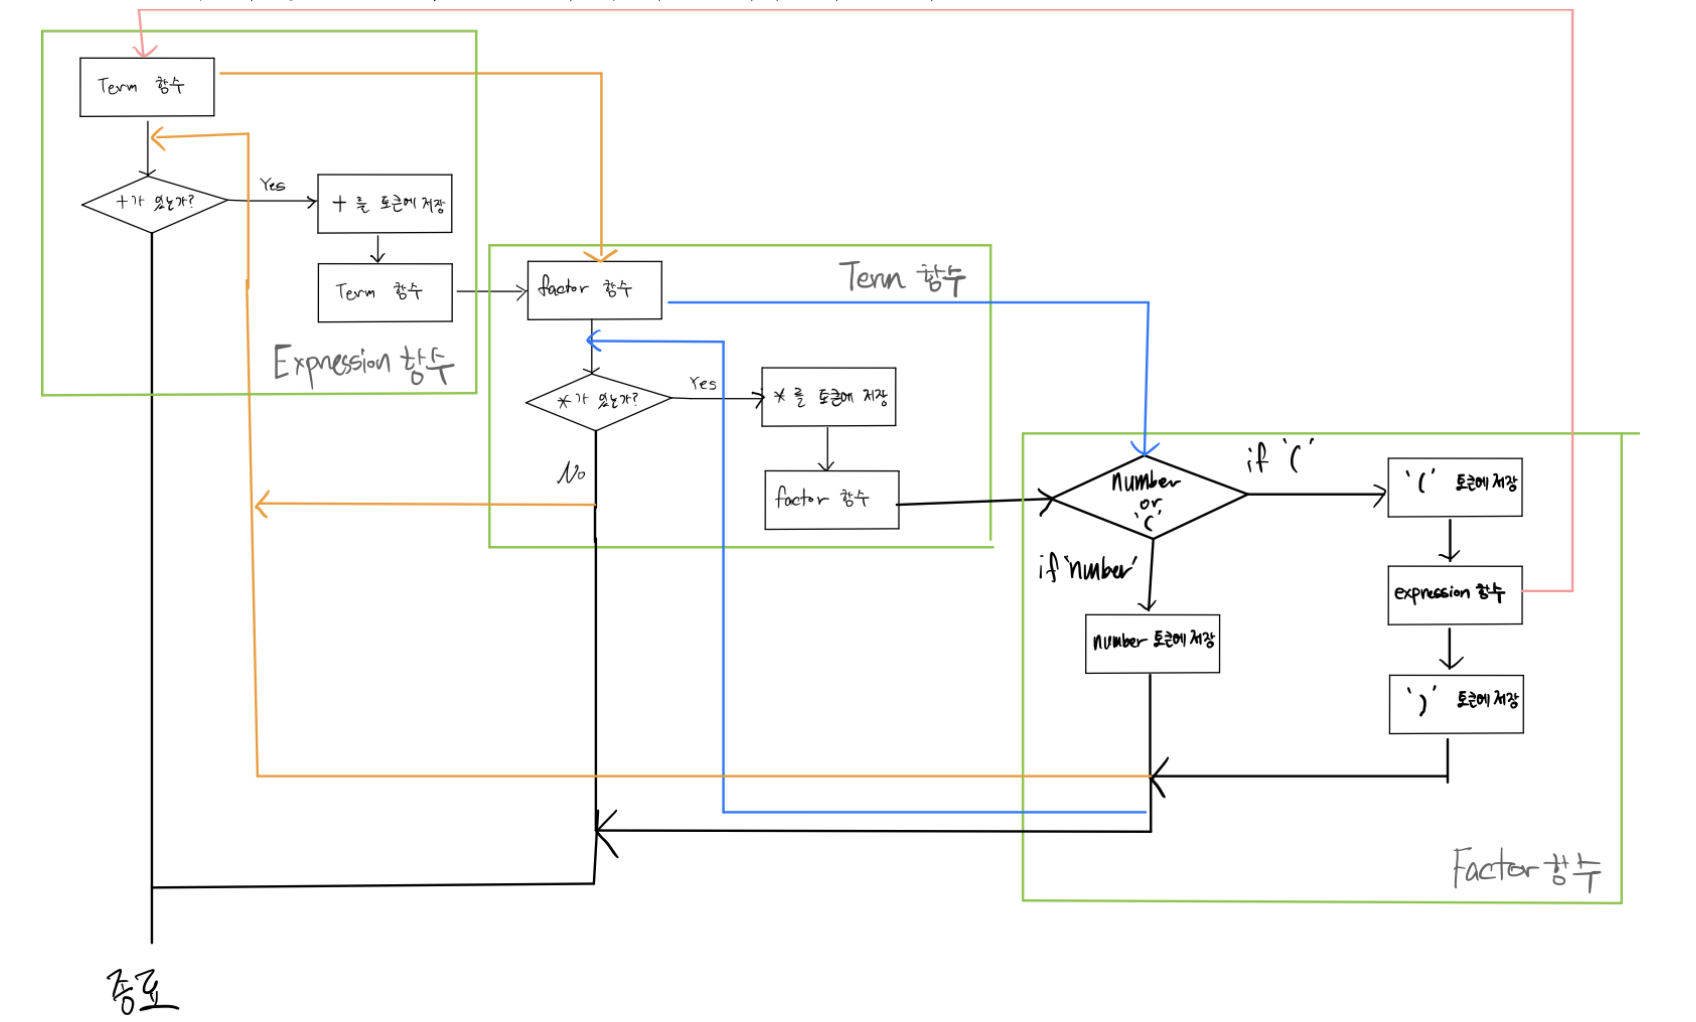 Term 함수
+가 있는가?
Yes
+ 를 토큰에 저장
Term 함수
Expression 함수
factor 함수
Term 함수
*가 있는가?
Yes
No
* 를 토큰에 저장
factor 함수
number
or
'('
if '('
if 'number'
number 토큰에 저장
'(' 토큰에 저장
expression 함수
')' 토큰에 저장
Factor 함수
종료